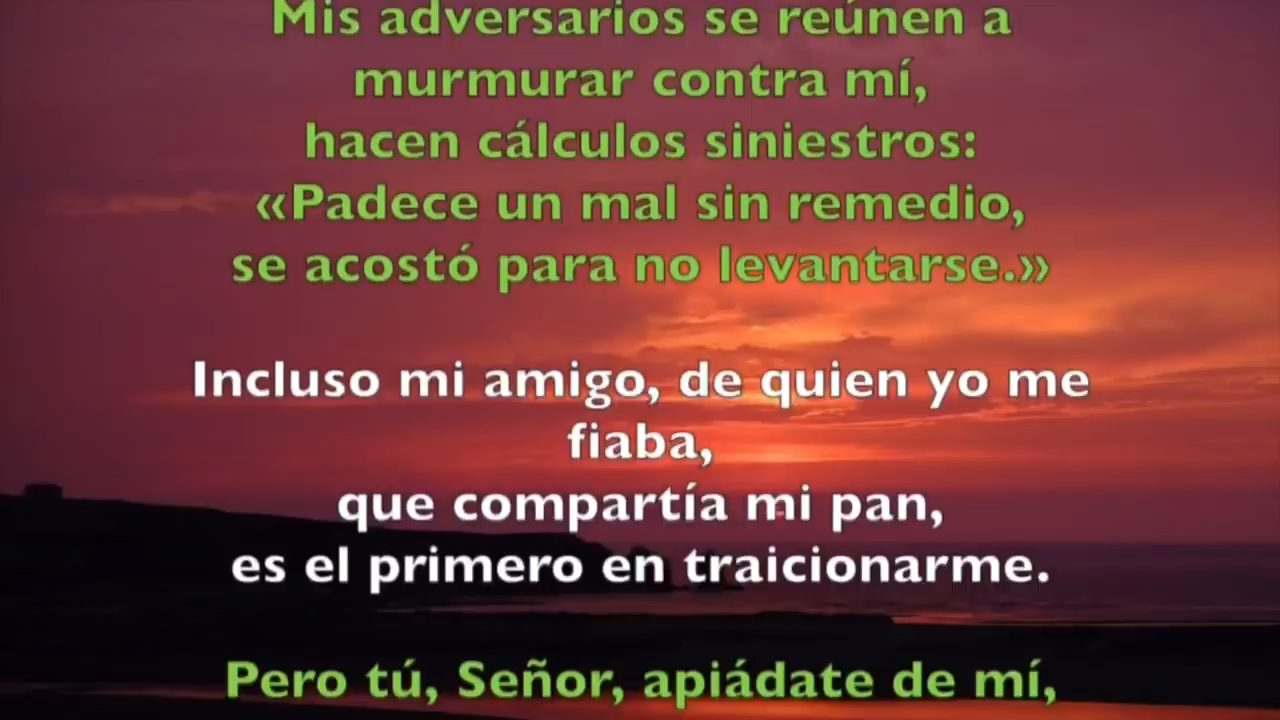 Mis adversarios se reúnen a
murmurar contra mí,
hacen cálculos siniestros:
«Padece un mal sin remedio,
se acostó para no levantarse.»
Incluso mi amigo, de quien yo me
fiaba,
que compartía mi pan,
es el primero en traicionarme.
Pero tú, Señor, apiádate de mí,